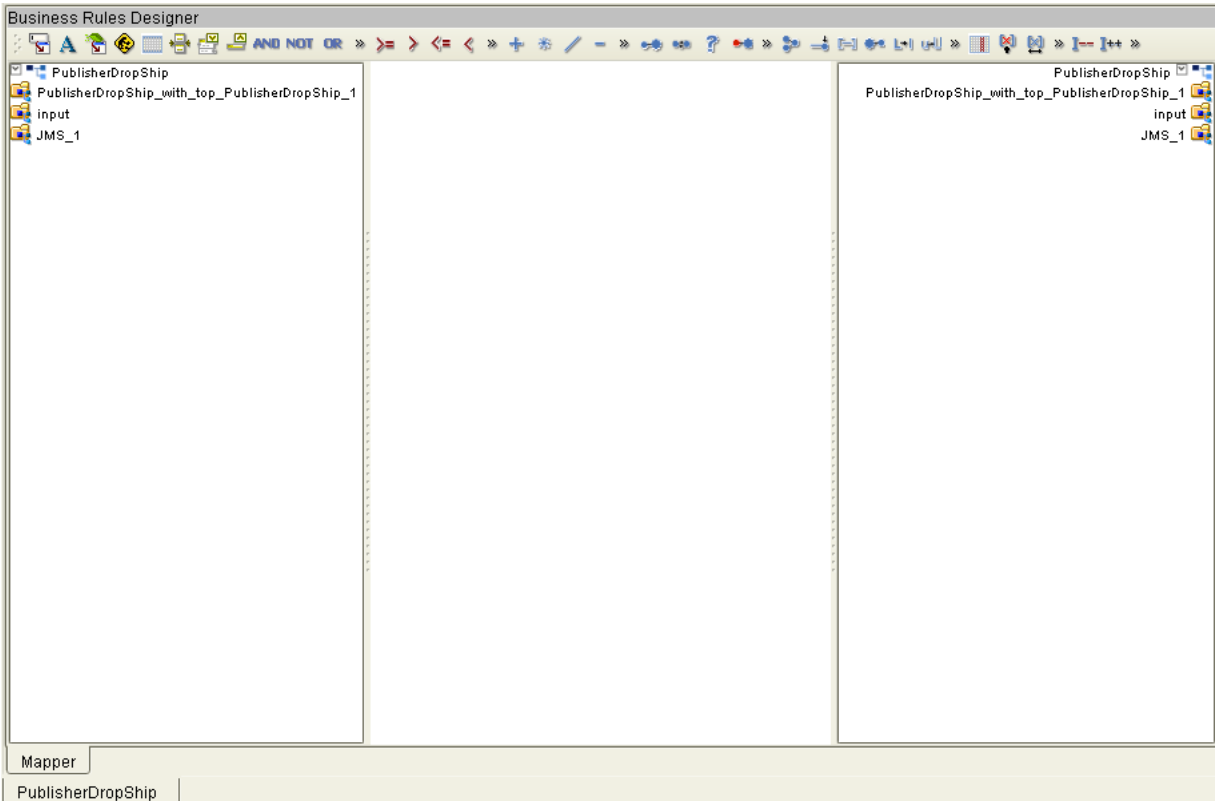 Business Rules Designer
A AND NOT OR » >= > <= < » + * / - » ? » » » I-- I++ »
PublisherDropShip
PublisherDropShip_with_top_PublisherDropShip_1
input
JMS_1
PublisherDropShip
PublisherDropShip_with_top_PublisherDropShip_1
input
JMS_1
Mapper
PublisherDropShip